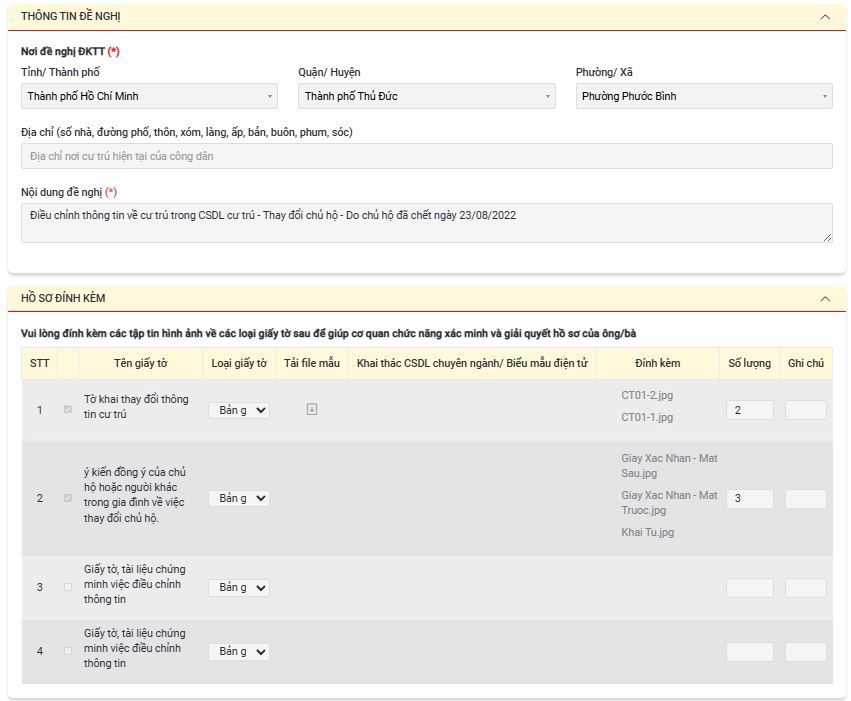 THÔNG TIN ĐỀ NGHỊ
Nơi đề nghị ĐKTT (*)
Tỉnh/ Thành phố
Quận/ Huyện
Phường/ Xã
Thành phố Hồ Chí Minh
Thành phố Thủ Đức
Phường Phước Bình
Địa chỉ (số nhà, đường phố, thôn, xóm, làng, ấp, bản, buôn, phum, sóc)
Địa chỉ nơi cư trú hiện tại của công dân
Nội dung đề nghị (*)
Điều chỉnh thông tin về cư trú trong CSDL cư trú - Thay đổi chủ hộ - Do chủ hộ đã chết ngày 23/08/2022
HỒ SƠ ĐÍNH KÈM
Vui lòng đính kèm các tập tin hình ảnh về các loại giấy tờ sau để giúp cơ quan chức năng xác minh và giải quyết hồ sơ của ông/bà
STT
Tên giấy tờ
Loại giấy tờ
Tải file mẫu
Khai thác CSDL chuyên ngành/ Biểu mẫu điện tử
Đính kèm
Số lượng
Ghi chú
1
Tờ khai thay đổi thông
tin cư trú
Bản g
CT01-2.jpg
CT01-1.jpg
2
2
ý kiến đồng ý của chủ
hộ hoặc người khác
trong gia đình về việc
thay đổi chủ hộ.
Bản g
Giay Xac Nhan - Mat
Sau.jpg
Giay Xac Nhan - Mat
Truoc.jpg
Khai Tu.jpg
3
3
Giấy tờ, tài liệu chứng
minh việc điều chỉnh
thông tin
Bản g
4
Giấy tờ, tài liệu chứng
minh việc điều chỉnh
thông tin
Bản g